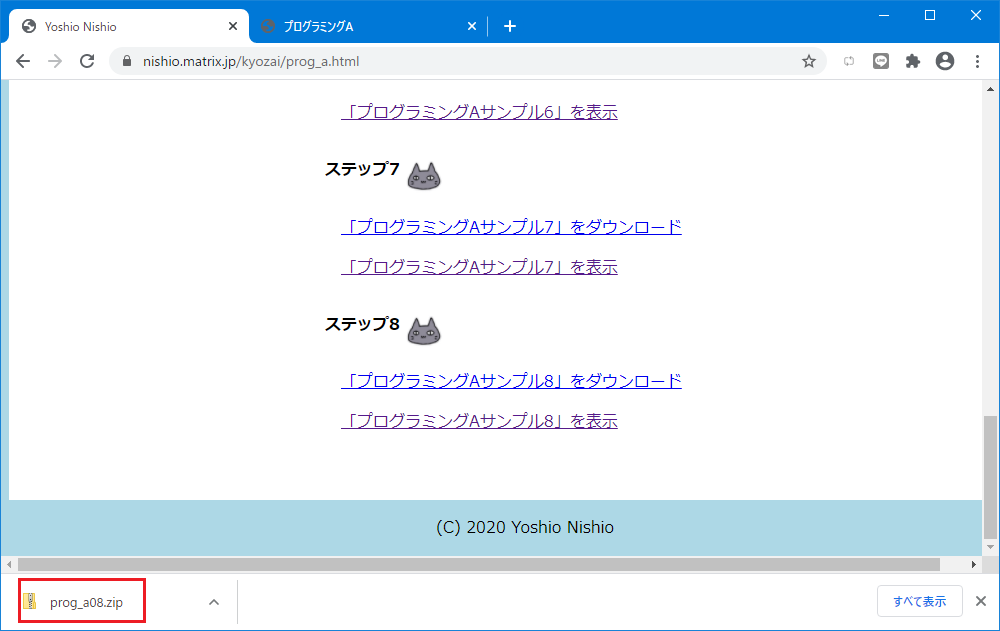 Yoshio Nishio
プログラミングA
nishio.matrix.jp/kyozai/prog_a.html
「プログラミングAサンプル6」を表示
ステップ7
「プログラミングAサンプル7」をダウンロード
「プログラミングAサンプル7」を表示
ステップ8
「プログラミングAサンプル8」をダウンロード
「プログラミングAサンプル8」を表示
(C) 2020 Yoshio Nishio
prog_a08.zip
すべて表示